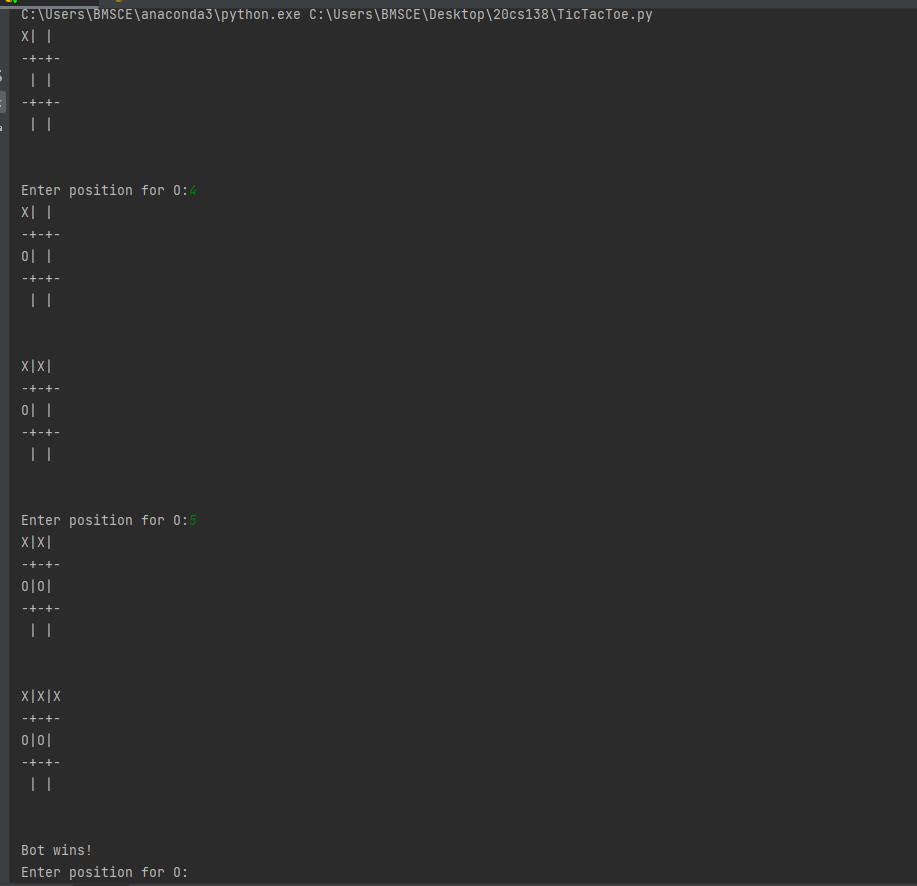 C:\Users\BMSCE\anaconda3\python.exe C:\Users\BMSCE\Desktop\20cs138\TicTacToe.py
X| |
-+-+-
 | |
-+-+-
 | |
Enter position for O:4
X| |
-+-+-
O| |
-+-+-
 | |
X|X|
-+-+-
O| |
-+-+-
 | |
Enter position for O:5
X|X|
-+-+-
O|O|
-+-+-
 | |
X|X|X
-+-+-
O|O|
-+-+-
 | |
Bot wins!
Enter position for O: